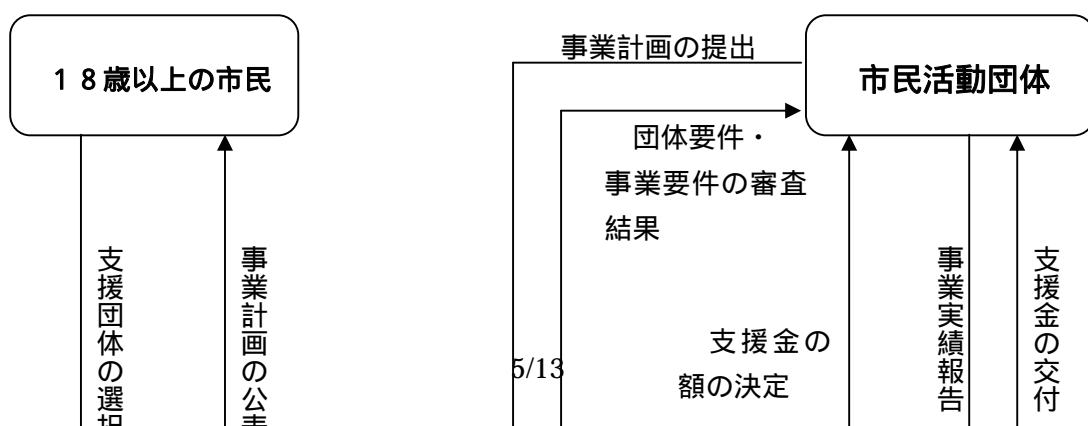 18歳以上の市民
事業計画の提出
市民活動団体
団体要件・
事業要件の審査
結果
支援団体の選択
事業計画の公表
支援金の
額の決定
事業実績報告
支援金の交付
5/13